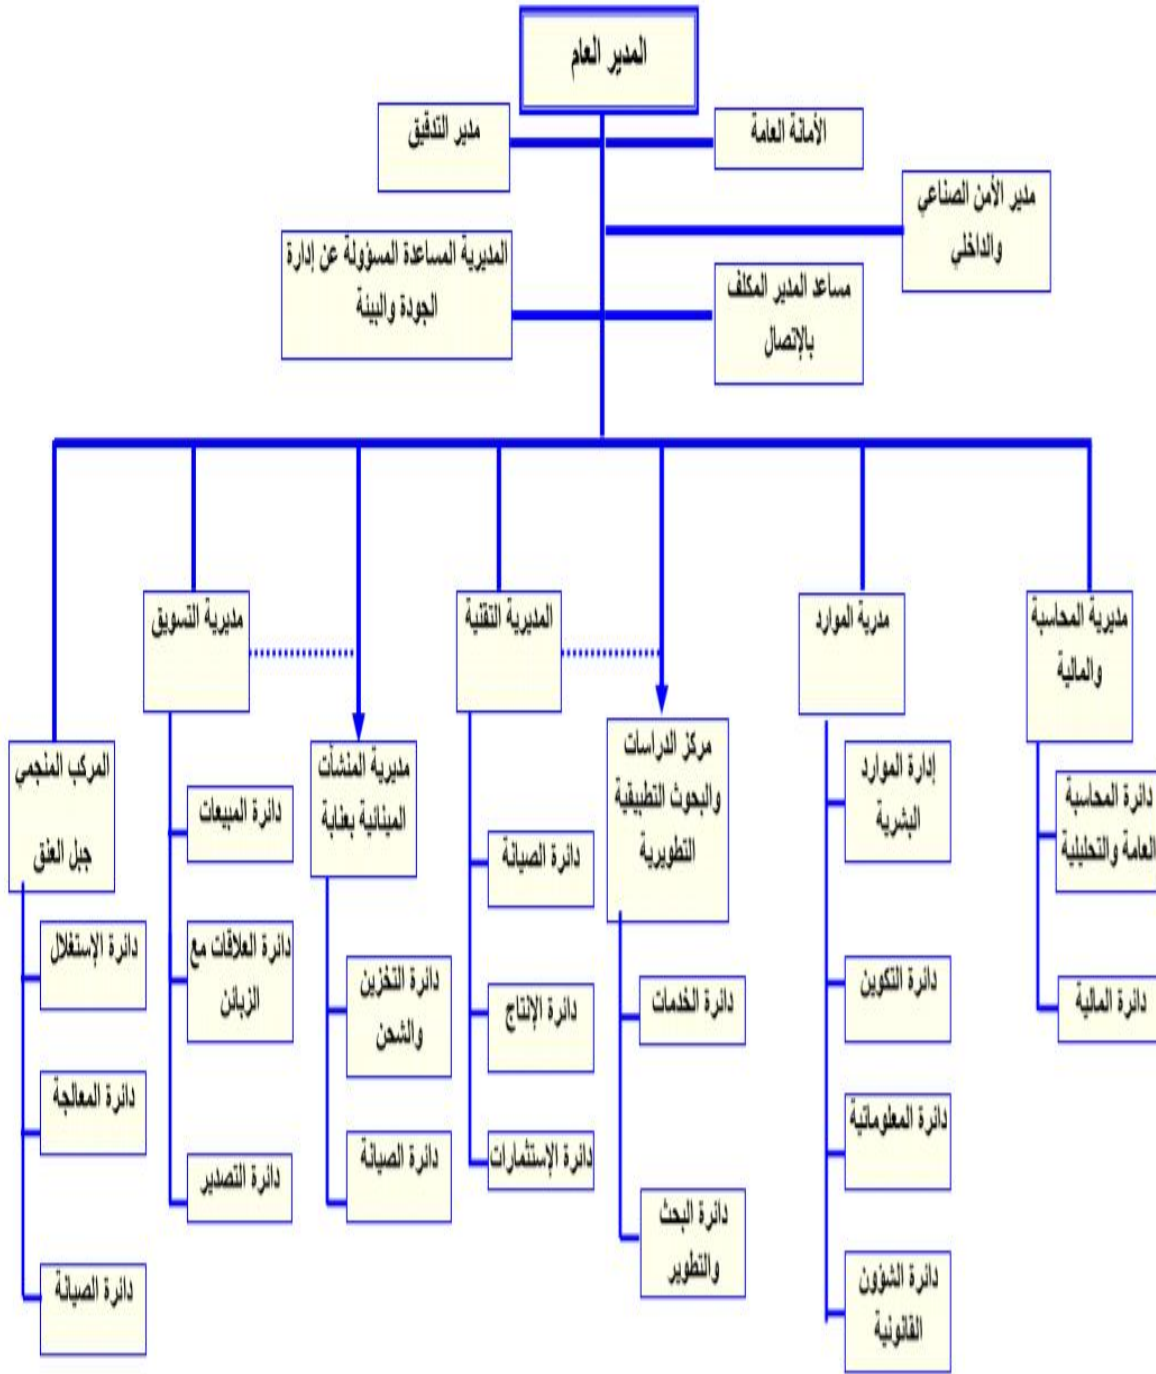 المدير العام
الأمانة العامة
مدير التدقيق
مدير الأمن الصناعي
والداخلي
المديرية المساعدة المسؤولة عن إدارة
الجودة والبيئة
مساعد المدير المكلف
بالإتصال
مديرية المحاسبة
والمالية
دائرة المحاسبة
العامة والتحليلية
دائرة المالية
مدرية الموارد
إدارة الموارد
البشرية
دائرة التكوين
دائرة المعلوماتية
دائرة الشؤون
القانونية
مركز الدراسات
والبحوث التطبيقية
التطويرية
دائرة الخدمات
دائرة البحث
والتطوير
المديرية التقنية
دائرة الصيانة
دائرة الإنتاج
دائرة الإستثمارات
مديرية المنشآت
المينائية بعنابة
دائرة التخزين
والشحن
دائرة الصيانة
مديرية التسويق
دائرة المبيعات
دائرة العلاقات مع
الزبائن
دائرة التصدير
المركب المنجمي
جبل العنق
دائرة الإستغلال
دائرة المعالجة
دائرة الصيانة